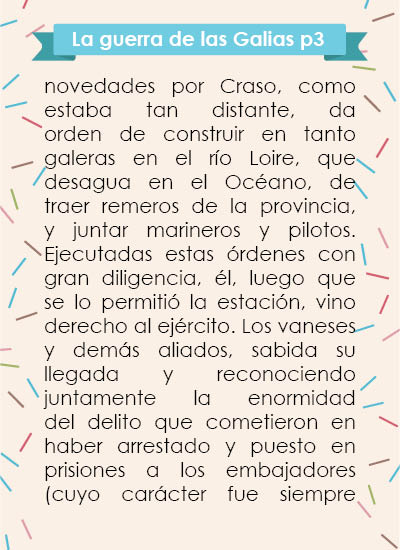 La guerra de las Galias p3
novedades por Craso, como
estaba tan distante, da
orden de construir en tanto
galeras en el río Loire, que
desagua en el Océano, de
traer remeros de la provincia,
y juntar marineros y pilotos.
Ejecutadas estas órdenes con
gran diligencia, él, luego que
se lo permitió la estación, vino
derecho al ejército. Los vaneses
y demás aliados, sabida su
llegada y reconociendo
juntamente la enormidad
del delito que cometieron en
haber arrestado y puesto en
prisiones a los embajadores
(cuyo carácter fue siempre